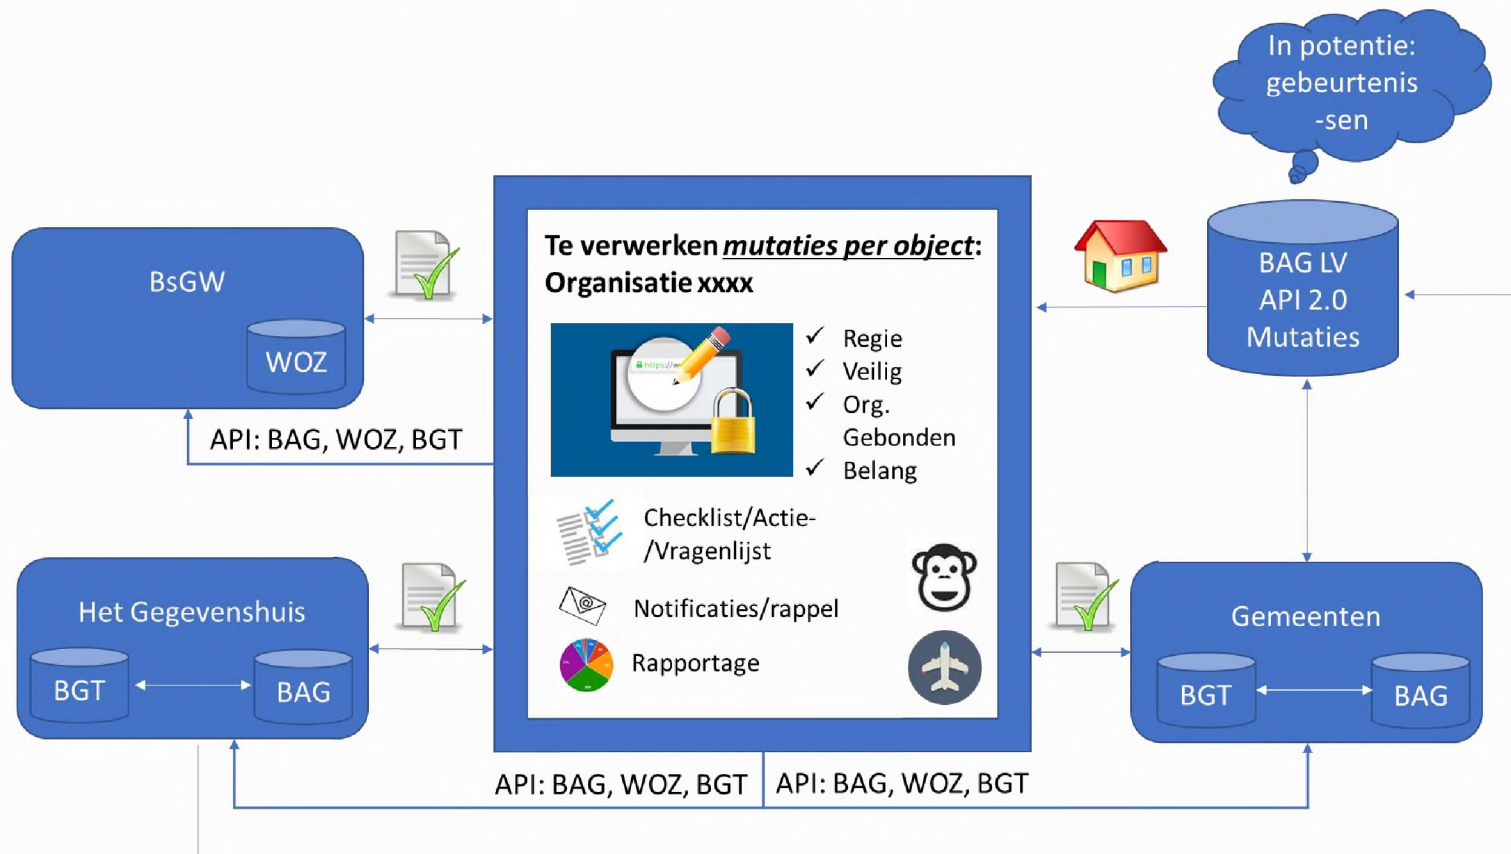 In potentie:
gebeurtenis
-sen
BAG LV
API 2.0
Mutaties
BsGW
WOZ
API: BAG, WOZ, BGT
Te verwerken mutaties per object:
Organisatie xxxx
https://w
Regie
Veilig
Org.
Gebonden
Belang
Checklist/Actie-
/Vragenlijst
Notificaties/rappel
Rapportage
Het Gegevenshuis
BGT
BAG
Gemeenten
BGT
BAG
API: BAG, WOZ, BGT
API: BAG, WOZ, BGT